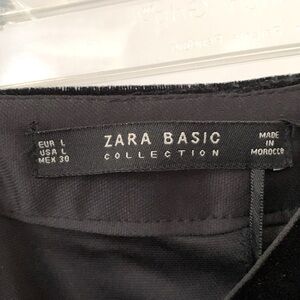 EUR L
USA L
MEX 30
ZARA BASIC
COLLECTION
MADE
IN
MOROCCO